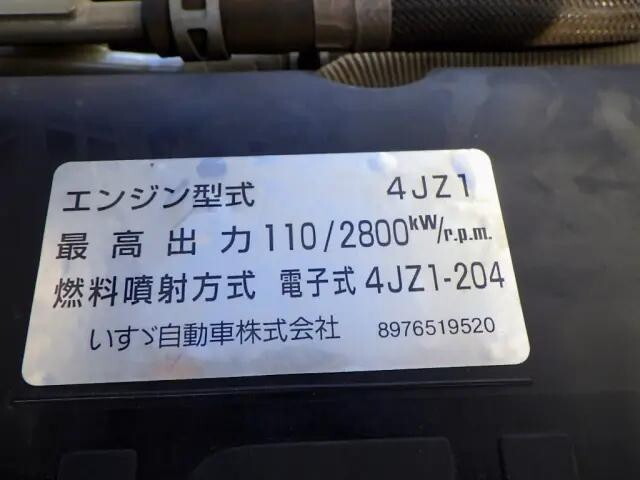 エンジン型式 4JZ1
最高出力 110/2800kW/r.p.m.
燃料噴射方式 電子式 4JZ1-204
いすゞ自動車株式会社 8976519520